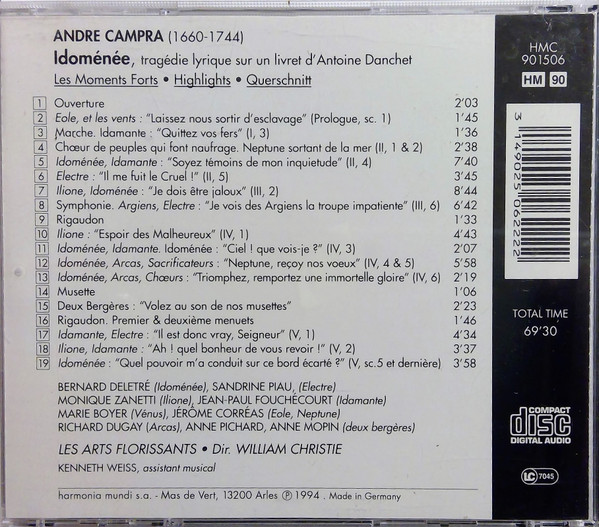 ANDRE CAMPRA (1660-1744)
Idoménée, tragédie lyrique sur un livret d'Antoine Danchet
Les Moments Forts • Highlights • Querschnitt
1 Ouverture 2'03
2 Eole, et les vents : "Laissez nous sortir d'esclavage" (Prologue, sc. 1) 1'45
3 Marche. Idamante : "Quittez vos fers" (I, 3) 1'36
4 Chœur de peuples qui font naufrage. Neptune sortant de la mer (II, 1 & 2) 2'38
5 Idoménée, Idamante : "Soyez témoins de mon inquietude" (II, 4) 7'40
6 Electre : "Il me fuit le Cruel !" (II, 5) 3'45
7 Ilione, Idoménée : "Je dois être jaloux" (III, 2) 8'44
8 Symphonie. Argiens, Electre : "Je vois des Argiens la troupe impatiente" (III, 6) 6'42
9 Rigaudon 1'33
10 Ilione : "Espoir des Malheureux" (IV, 1) 4'43
11 Idoménée, Idamante. Idoménée : "Ciel ! que vois-je ?" (IV, 3) 2'07
12 Idoménée, Arcas, Sacrificateurs : "Neptune, reçoy nos voeux" (IV, 4 & 5) 5'58
13 Idoménée, Arcas, Chœurs : "Triomphez, remportez une immortelle gloire" (IV, 6) 2'19
14 Musette 1'06
15 Deux Bergères : "Volez au son de nos musettes" 2'23
16 Rigaudon. Premier & deuxième menuets 1'46
17 Idamante, Electre : "Il est donc vray, Seigneur" (V, 1) 4'34
18 Ilione, Idamante : "Ah ! quel bonheur de vous revoir !" (V, 2) 3'37
19 Idoménée : "Quel pouvoir m'a conduit sur ce bord écarté ?" (V, sc.5 et dernière) 3'58
BERNARD DELETRÉ (Idoménée), SANDRINE PIAU, (Electre)
MONIQUE ZANETTI (Ilione), JEAN-PAUL FOUCHÉCOURT (Idamante)
MARIE BOYER (Vénus), JÉRÔME CORRÉAS (Eole, Neptune)
RICHARD DUGAY (Arcas), ANNE PICHARD, ANNE MOPIN (deux bergères)
LES ARTS FLORISSANTS • Dir. WILLIAM CHRISTIE
KENNETH WEISS, assistant musical
harmonia mundi s.a. - Mas de Vert, 13200 Arles Ⓟ 1994 . Made in Germany
HMC
901506
HM 90
3 149025 062222
TOTAL TIME
69'30
COMPACT
disc
DIGITAL AUDIO
LC 7045